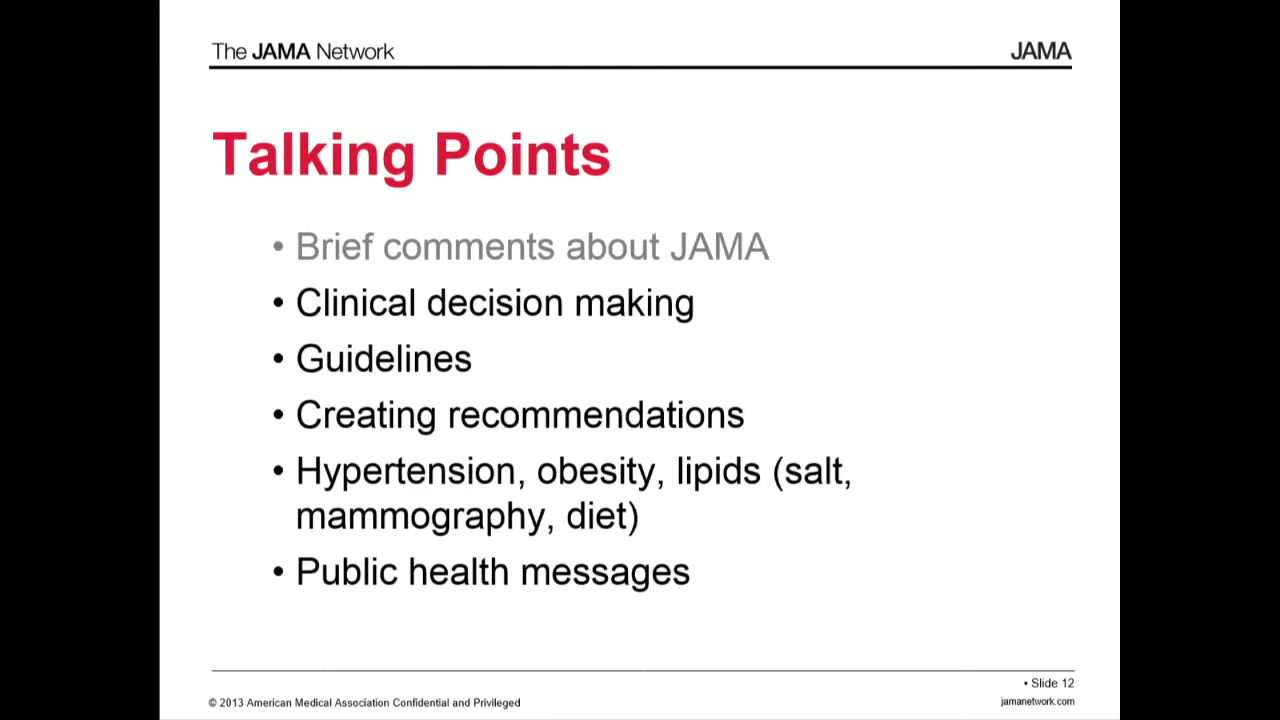 The JAMA Network JAMA
Talking Points
• Brief comments about JAMA
• Clinical decision making
• Guidelines
• Creating recommendations
• Hypertension, obesity, lipids (salt,
mammography, diet)
• Public health messages
• Slide 12
© 2013 American Medical Association Confidential and Privileged jamanetwork.com